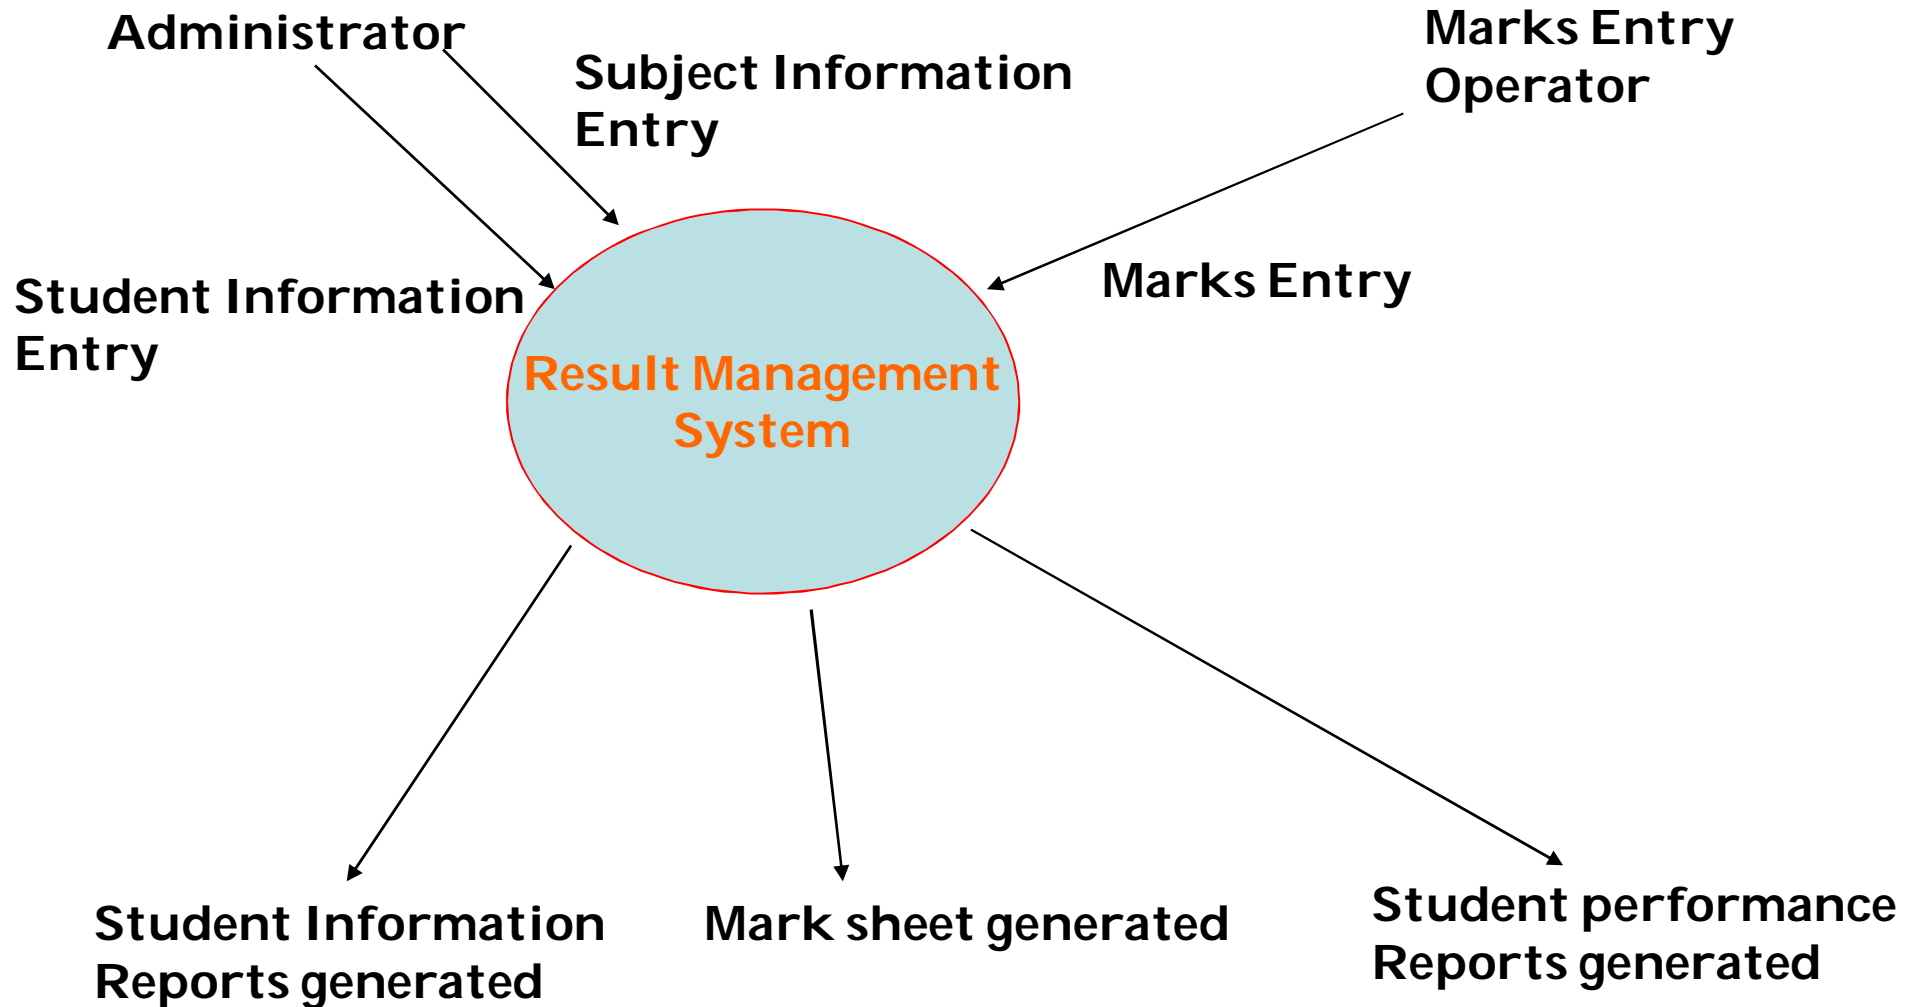 Administrator
Subject Information
Entry
Marks Entry
Operator
Student Information
Entry
Marks Entry
Result Management
System
Student Information
Reports generated
Mark sheet generated
Student performance
Reports generated